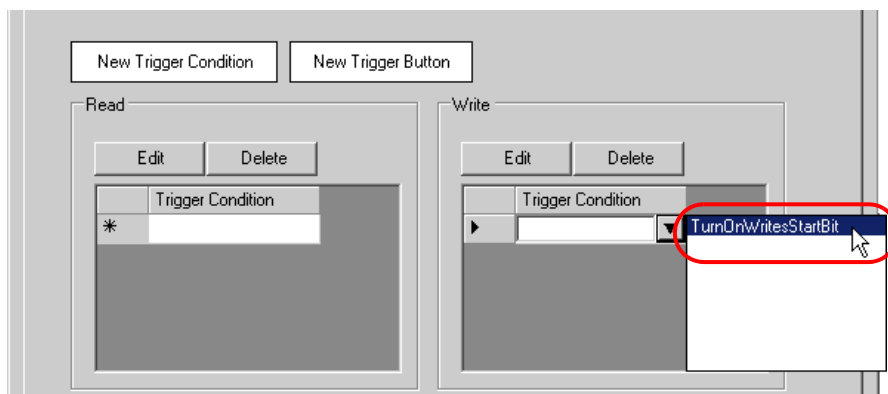 New Trigger Condition New Trigger Button
Read Write
Edit Delete Edit Delete
Trigger Condition Trigger Condition
* TurnOnWritesStartBit